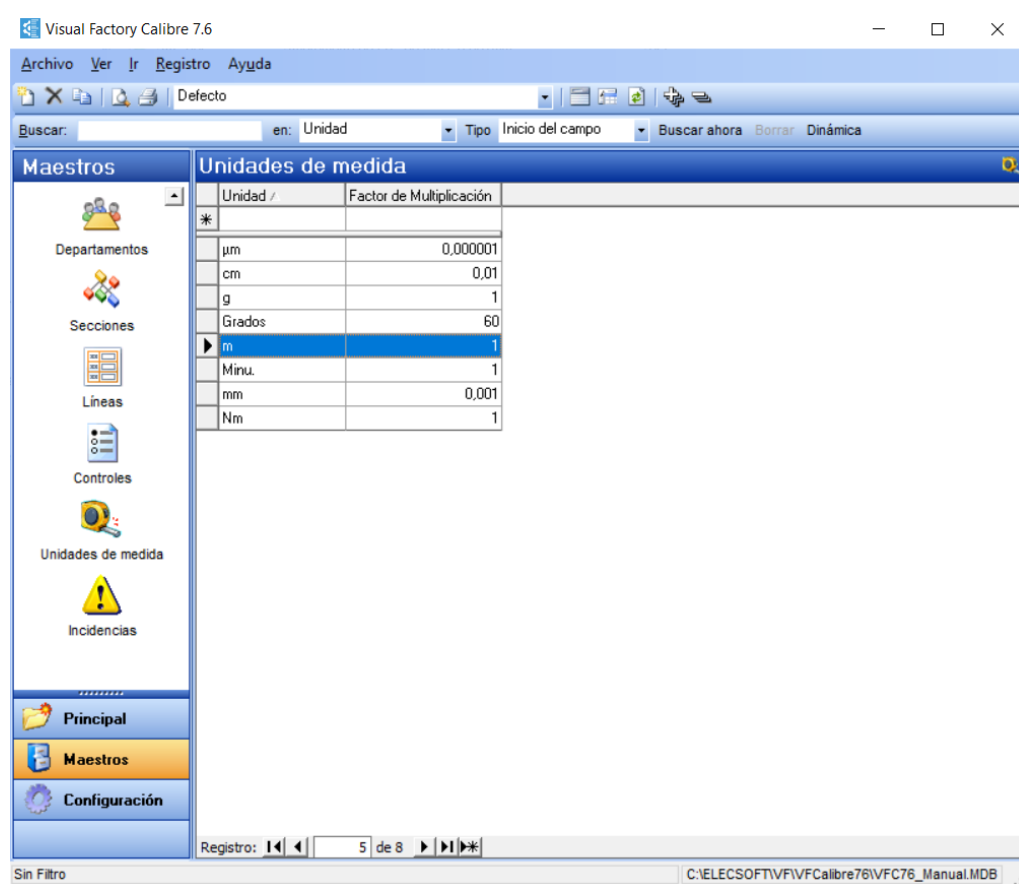 Visual Factory Calibre 7.6
Archivo Ver Ir Registro Ayuda
Defecto
Buscar: en: Unidad Tipo Inicio del campo Buscar ahora Borrar Dinámica
Maestros
Unidades de medida
Unidad Factor de Multiplicación
µm 0,000001
cm 0,01
g 1
Grados 60
m 1
Minu. 1
mm 0,001
Nm 1
Departamentos
Secciones
Líneas
Controles
Unidades de medida
Incidencias
Principal
Maestros
Configuración
Registro: 5 de 8
Sin Filtro C:\ELECSOFT\VF\VFCalibre76\VFC76_Manual.MDB